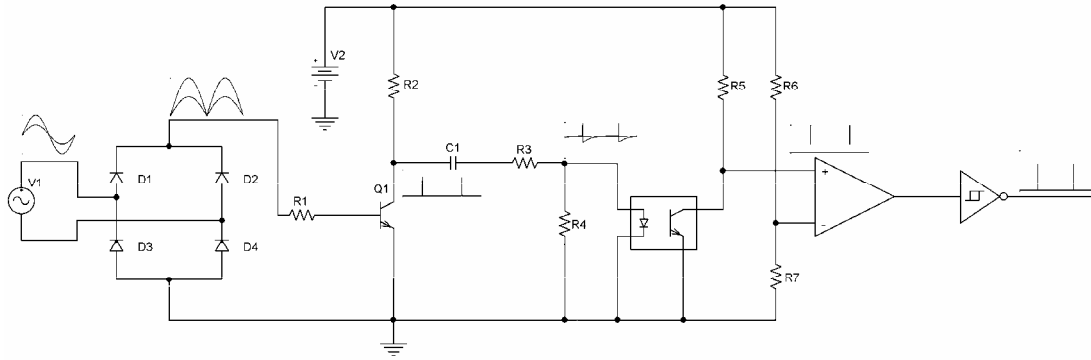 V2
R2
R5
R6
V1
D1
D2
C1
R3
Q1
R1
R4
D3
D4
R7
+
-
+
-